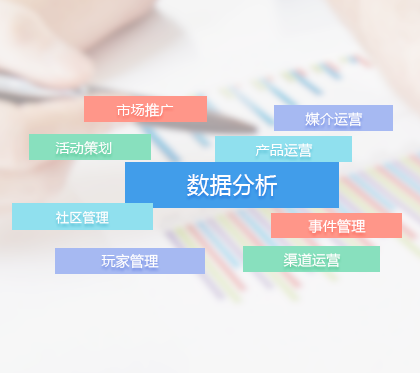 市场推广
媒介运营
活动策划
产品运营
数据分析
社区管理
事件管理
玩家管理
渠道运营